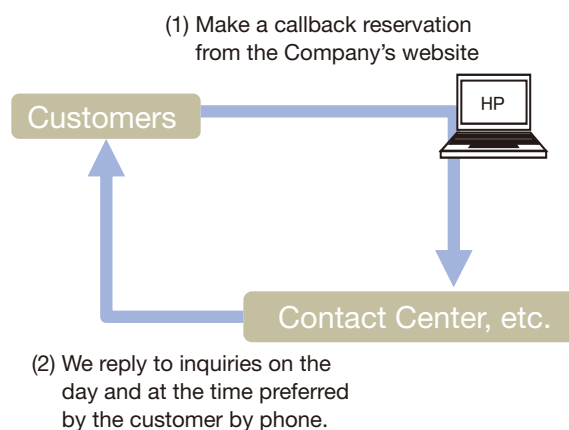 (1) Make a callback reservation
from the Company’s website
HP
Customers
Contact Center, etc.
(2) We reply to inquiries on the
day and at the time preferred
by the customer by phone.